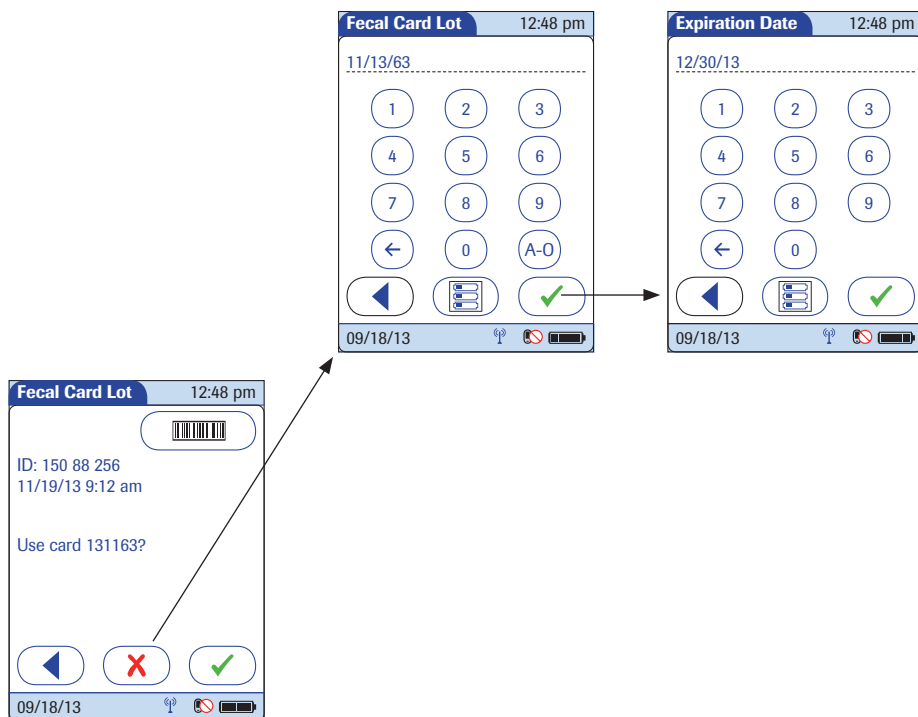 Fecal Card Lot 12:48 pm
11/13/63
1 2 3
4 5 6
7 8 9
0 A-O
09/18/13
Expiration Date 12:48 pm
12/30/13
1 2 3
4 5 6
7 8 9
0
09/18/13
Fecal Card Lot 12:48 pm
ID: 150 88 256
11/19/13 9:12 am
Use card 131163?
09/18/13